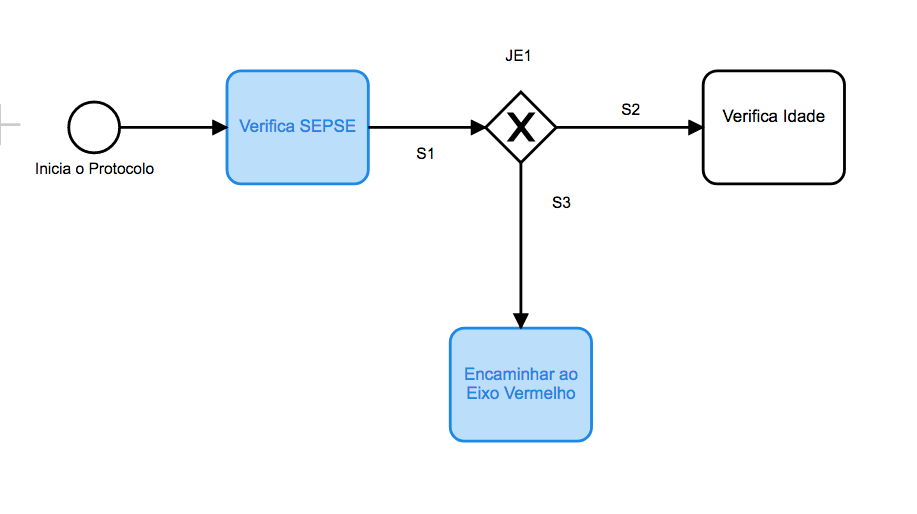 JE1
Verifica SEPSE
S1
S2
Verifica Idade
Inicia o Protocolo
S3
Encaminhar ao
Eixo Vermelho